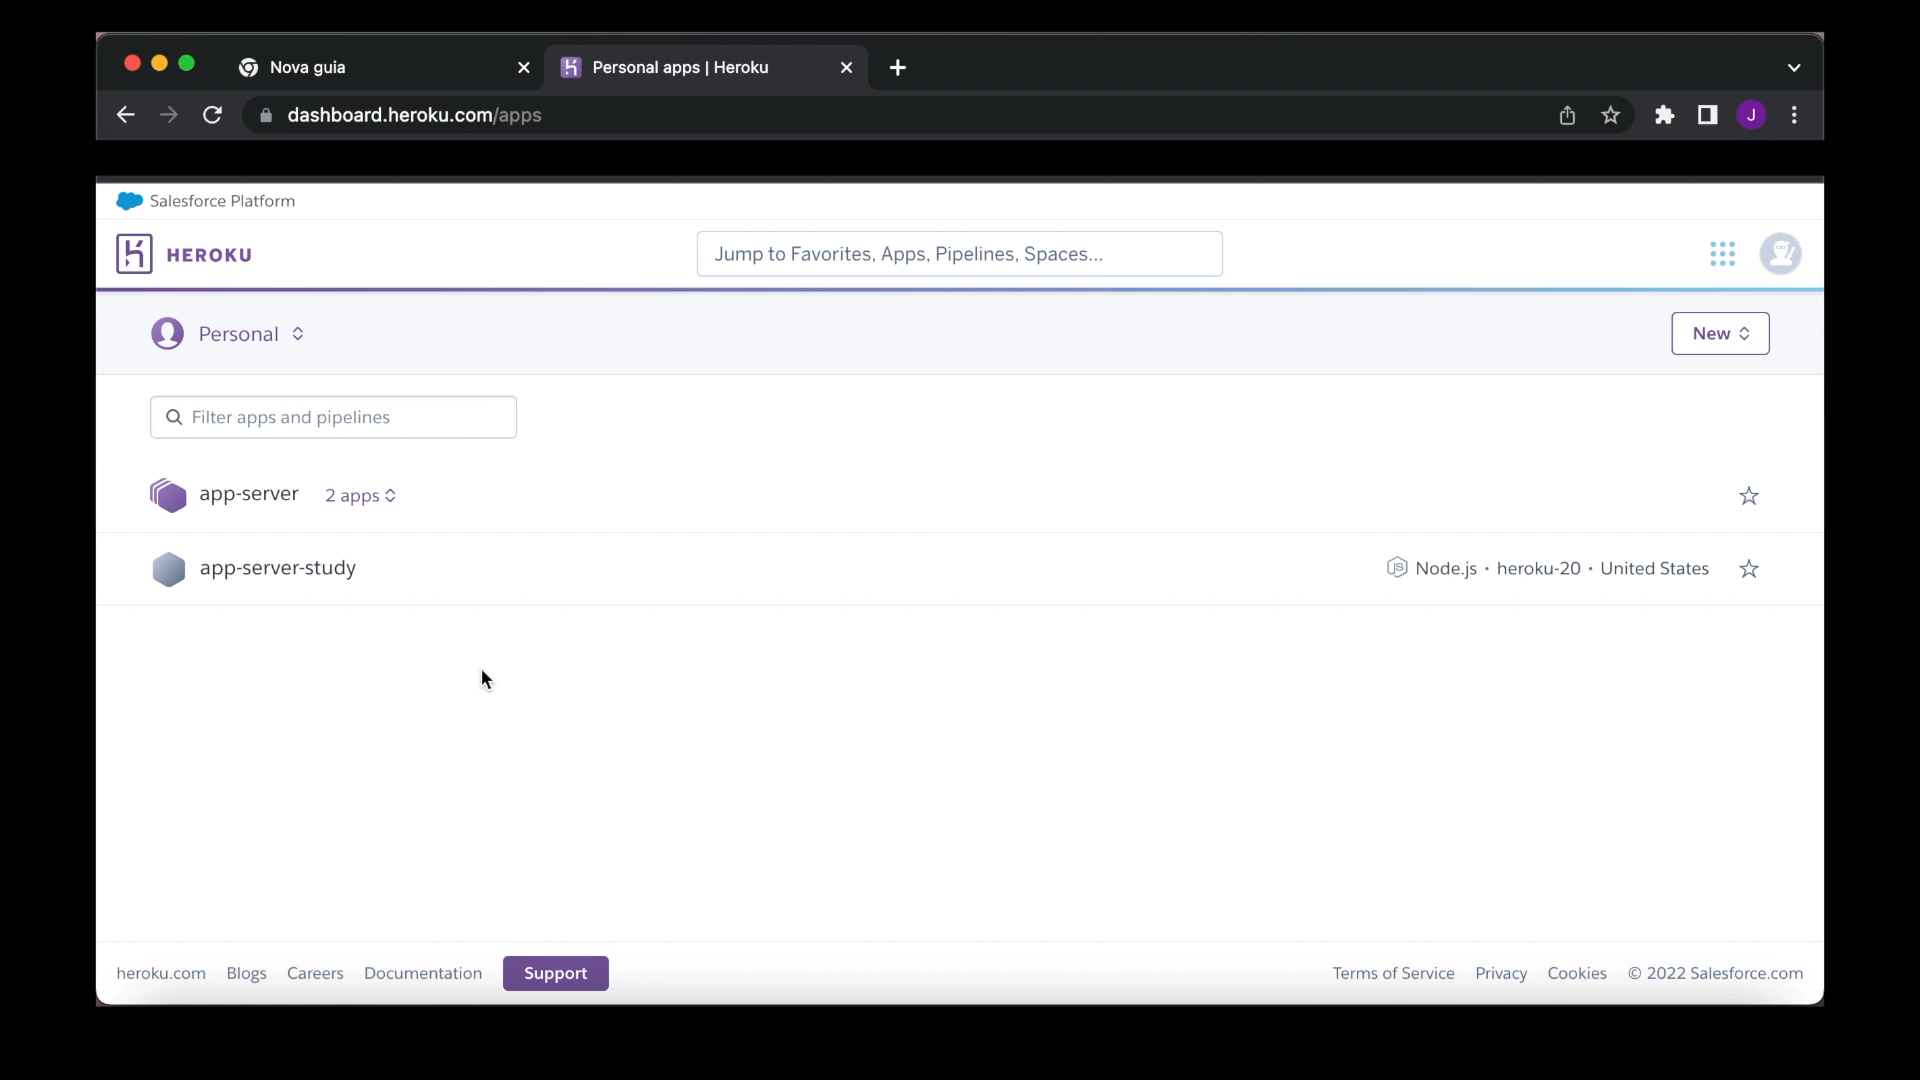 Nova guia
Personal apps | Heroku
dashboard.heroku.com/apps
J
Salesforce Platform
HEROKU
Jump to Favorites, Apps, Pipelines, Spaces...
Personal
New
Filter apps and pipelines
app-server 2 apps
app-server-study
Node.js • heroku-20 • United States
heroku.com Blogs Careers Documentation Support
Terms of Service Privacy Cookies © 2022 Salesforce.com